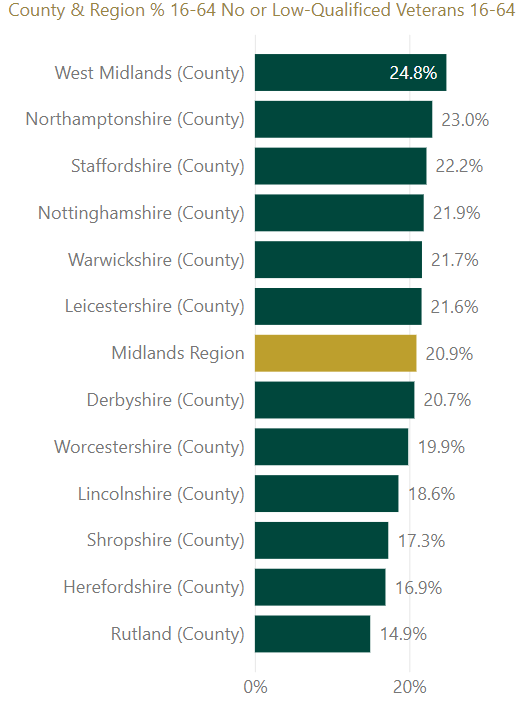 County & Region % 16-64 No or Low-Qualificed Veterans 16-64
West Midlands (County) 24.8%
Northamptonshire (County) 23.0%
Staffordshire (County) 22.2%
Nottinghamshire (County) 21.9%
Warwickshire (County) 21.7%
Leicestershire (County) 21.6%
Midlands Region 20.9%
Derbyshire (County) 20.7%
Worcestershire (County) 19.9%
Lincolnshire (County) 18.6%
Shropshire (County) 17.3%
Herefordshire (County) 16.9%
Rutland (County) 14.9%
0% 20%